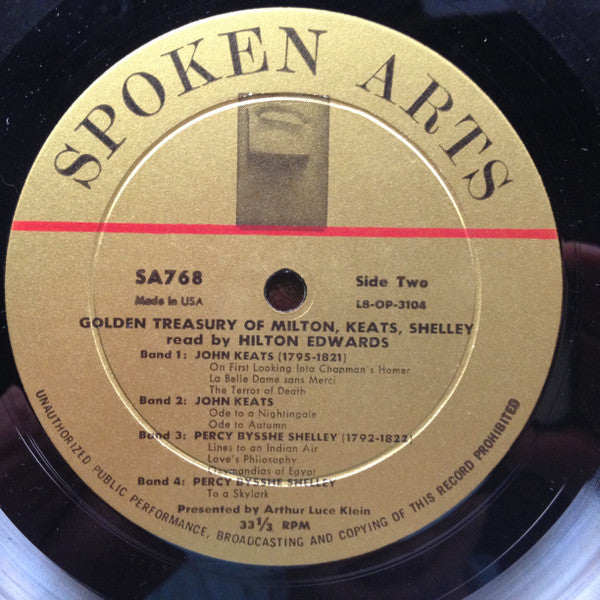 SPOKEN ARTS
SA768
Side Two
Made in USA
L8-OP-3104
GOLDEN TREASURY OF MILTON, KEATS, SHELLEY
read by HILTON EDWARDS
Band 1: JOHN KEATS (1795-1821)
On First Looking Into Chapman's Homer
La Belle Dame sans Merci
The Terror of Death
Band 2: JOHN KEATS
Ode to a Nightingale
Ode to Autumn
Band 3: PERCY BYSSHE SHELLEY (1792-1822)
Lines to an Indian Air
Love's Philosophy
Ozymandias of Egypt
Band 4: PERCY BYSSHE SHELLEY
To a Skylark
Presented by Arthur Luce Klein
33 1/3 RPM
UNAUTHORIZED PUBLIC PERFORMANCE, BROADCASTING AND COPYING OF THIS RECORD PROHIBITED